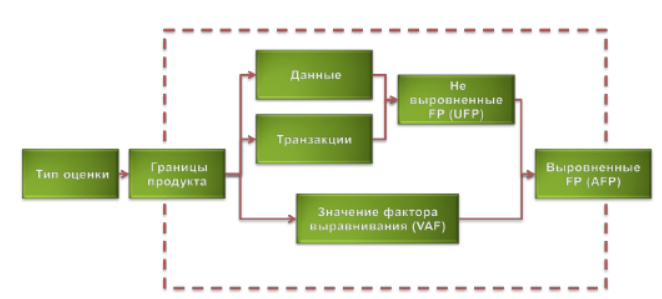 Данные
Не
выровненные
FP (UFP)
Транзакции
Тип оценки
Границы
продукта
Выровненные
FP (AFP)
Значение фактора
выравнивания (VAF)